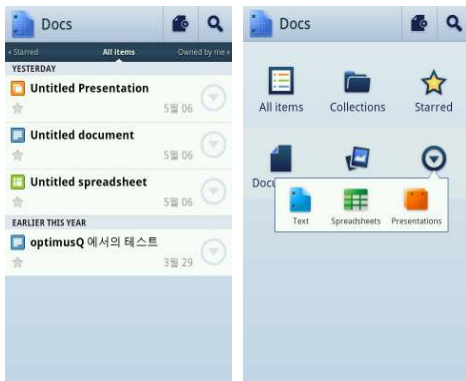 Docs
Starred
All items
Owned by me
YESTERDAY
Untitled Presentation
5월 06
Untitled document
5월 06
Untitled spreadsheet
5월 06
EARLIER THIS YEAR
optimusQ 에서의 테스트
3월 29
Docs
All items
Collections
Starred
Docu
Text
Spreadsheets
Presentations